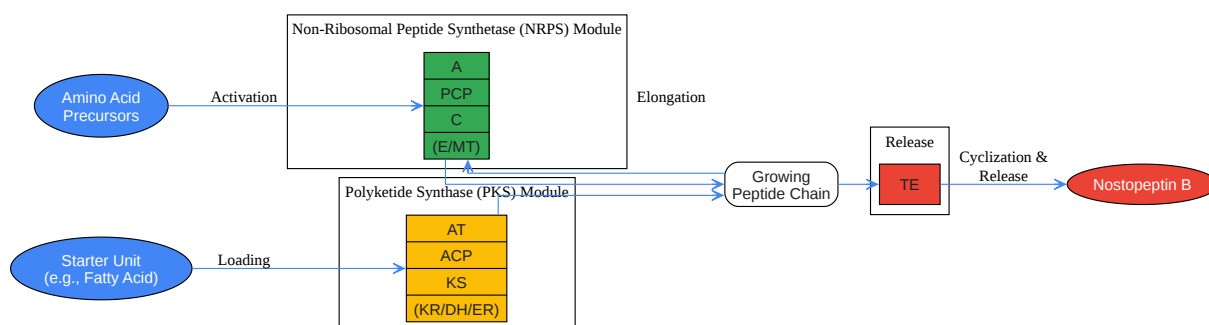 Non-Ribosomal Peptide Synthetase (NRPS) Module
A
PCP
C
(E/MT)
Amino Acid
Precursors
Activation
Elongation
Polyketide Synthase (PKS) Module
AT
ACP
KS
(KR/DH/ER)
Starter Unit
(e.g., Fatty Acid)
Loading
Growing
Peptide Chain
Release
TE
Cyclization &
Release
Nostopeptin B